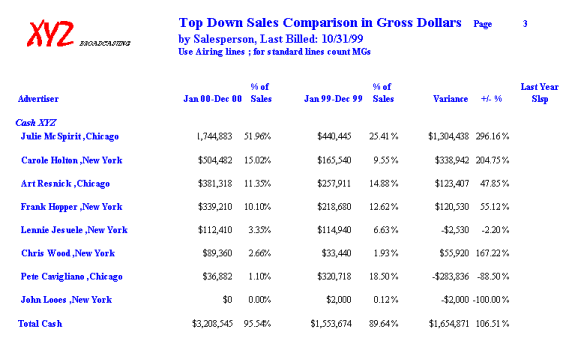 XYZ BROADCASTING
Top Down Sales Comparison in Gross Dollars Page 3
by Salesperson, Last Billed: 10/31/99
Use Airing lines ; for standard lines count MGs
% of % of Last Year
Advertiser Jan 00-Dec 00 Sales Jan 99-Dec 99 Sales Variance +/- % Slsp
Cash XYZ
Julie McSpirit ,Chicago 1,744,883 51.96% $440,445 25.41% $1,304,438 296.16%
Carole Holton ,New York $504,482 15.02% $165,540 9.55% $338,942 204.75%
Art Resnick ,Chicago $381,318 11.35% $257,911 14.88% $123,407 47.85%
Frank Hopper ,New York $339,210 10.10% $218,680 12.62% $120,530 55.12%
Lennie Jesuele ,New York $112,410 3.35% $114,940 6.63% -$2,530 -2.20%
Chris Wood ,New York $89,360 2.66% $33,440 1.93% $55,920 167.22%
Pete Cavigliano ,Chicago $36,882 1.10% $320,718 18.50% -$283,836 -88.50%
John Looes ,New York $0 0.00% $2,000 0.12% -$2,000 -100.00%
Total Cash $3,208,545 95.54% $1,553,674 89.64% $1,654,871 106.51%